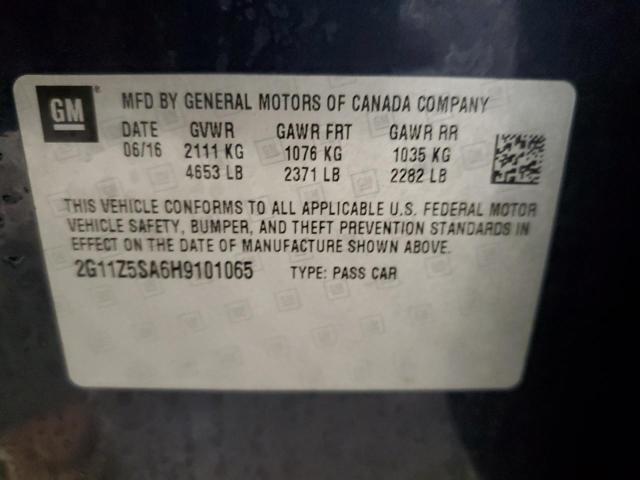 GM® MFD BY GENERAL MOTORS OF CANADA COMPANY
DATE GVWR GAWR FRT GAWR RR
06/16 2111 KG 1076 KG 1035 KG
4653 LB 2371 LB 2282 LB
THIS VEHICLE CONFORMS TO ALL APPLICABLE U.S. FEDERAL MOTOR
VEHICLE SAFETY, BUMPER, AND THEFT PREVENTION STANDARDS IN
EFFECT ON THE DATE OF MANUFACTURE SHOWN ABOVE.
2G11Z5SA6H9101065 TYPE: PASS CAR